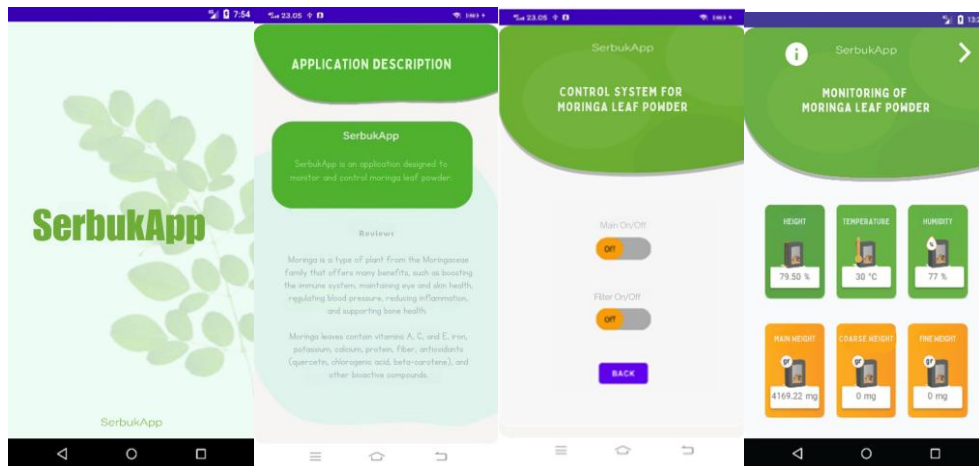 7:54
SerbukApp
SerbukApp
23.05
APPLICATION DESCRIPTION
SerbukApp
SerbukApp is an application designed to
monitor and control moringa leaf powder.
Reviews
Moringa is a type of plant from the Moringaceae
family that offers many benefits, such as boosting
the immune system, maintaining eye and skin health,
regulating blood pressure, reducing inflammation,
and supporting bone health.
Moringa leaves contain vitamins A, C, and E, iron,
potassium, calcium, protein, fiber, antioxidants
(quercetin, chlorogenic acid, beta-carotene), and
other bioactive compounds.
23.05
SerbukApp
CONTROL SYSTEM FOR
MORINGA LEAF POWDER
Main On/Off
Off
Filter On/Off
Off
BACK
SerbukApp
MONITORING OF
MORINGA LEAF POWDER
HEIGHT
79.50 %
TEMPERATURE
30 °C
HUMIDITY
%
77 %
MAIN WEIGHT
gr
4169.22 mg
COARSE WEIGHT
gr
0 mg
FINE WEIGHT
gr
0 mg